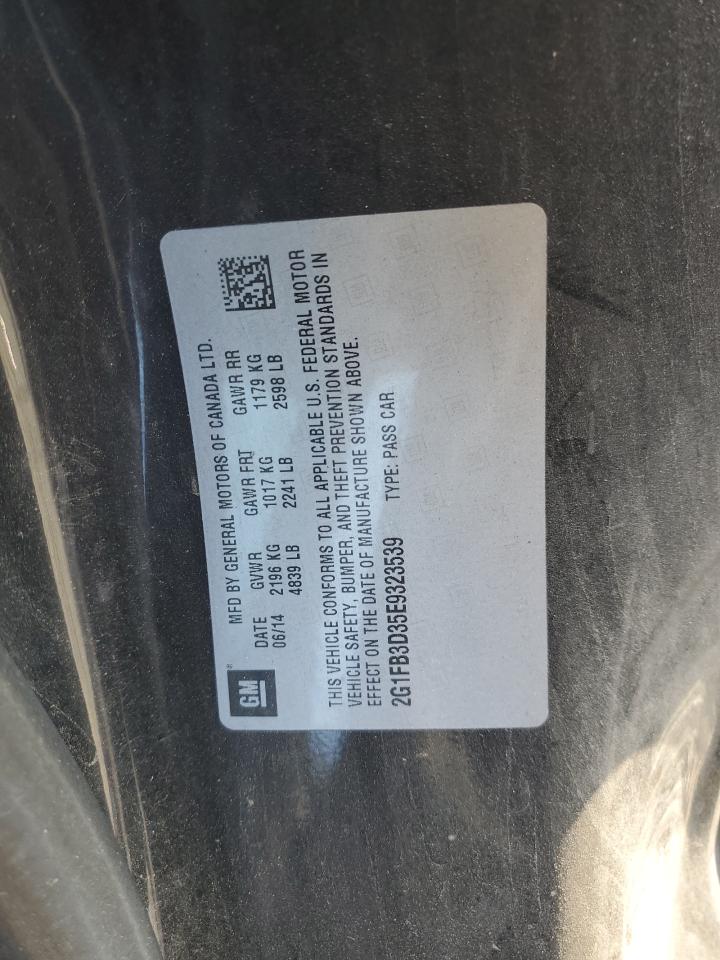 GM®
MFD BY GENERAL MOTORS OF CANADA LTD.
DATE GVWR GAWR FRT GAWR RR
06/14 2196 KG 1017 KG 1179 KG
4839 LB 2241 LB 2598 LB
THIS VEHICLE CONFORMS TO ALL APPLICABLE U.S. FEDERAL MOTOR
VEHICLE SAFETY, BUMPER, AND THEFT PREVENTION STANDARDS IN
EFFECT ON THE DATE OF MANUFACTURE SHOWN ABOVE.
2G1FB3D35E9323539 TYPE: PASS CAR